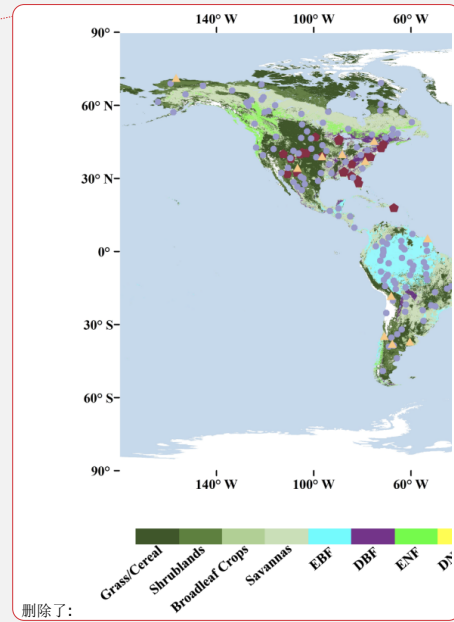 140° W 100° W 60° W
90°
60° N
30° N
0°
30° S
60° S
90°
140° W 100° W 60° W
Grass/Cereal
Shrublands
Broadleaf Crops
Savannas
EBF
DBF
ENF
DN
删除了: